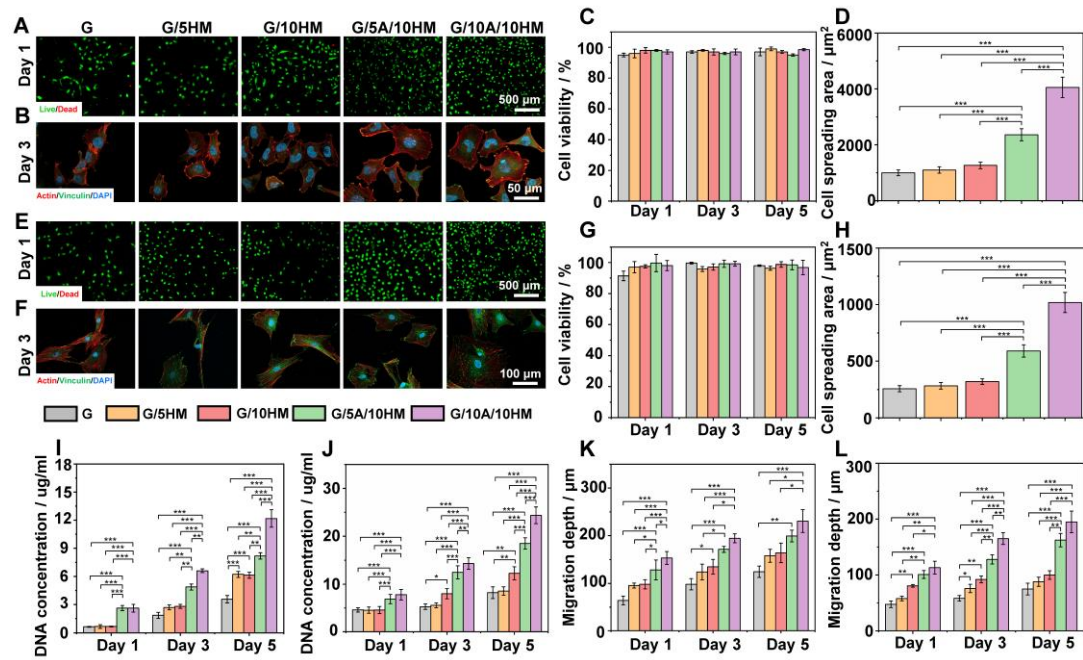 A
G
G/5HM
G/10HM
G/5A/10HM
G/10A/10HM
Day 1
Live/Dead
500 μm
B
Day 3
Actin/Vinculin/DAPI
50 μm
C
Cell viability / %
100
90
80
70
60
50
40
30
20
10
0
Day 1
Day 3
Day 5
D
Cell spreading area / μm²
6000
4000
2000
0
***
***
***
***
***
***
***
E
Day 1
Live/Dead
500 μm
F
Day 3
Actin/Vinculin/DAPI
100 μm
G
Cell viability / %
100
80
60
40
20
0
Day 1
Day 3
Day 5
H
Cell spreading area / μm²
1500
1000
500
0
***
***
***
***
***
***
***
G
G/5HM
G/10HM
G/5A/10HM
G/10A/10HM
I
DNA concentration / ug/ml
18
15
12
9
6
3
0
Day 1
Day 3
Day 5
J
DNA concentration / ug/ml
30
20
10
0
Day 1
Day 3
Day 5
K
Migration depth / μm
300
200
100
0
Day 1
Day 3
Day 5
L
Migration depth / μm
200
100
0
Day 1
Day 3
Day 5